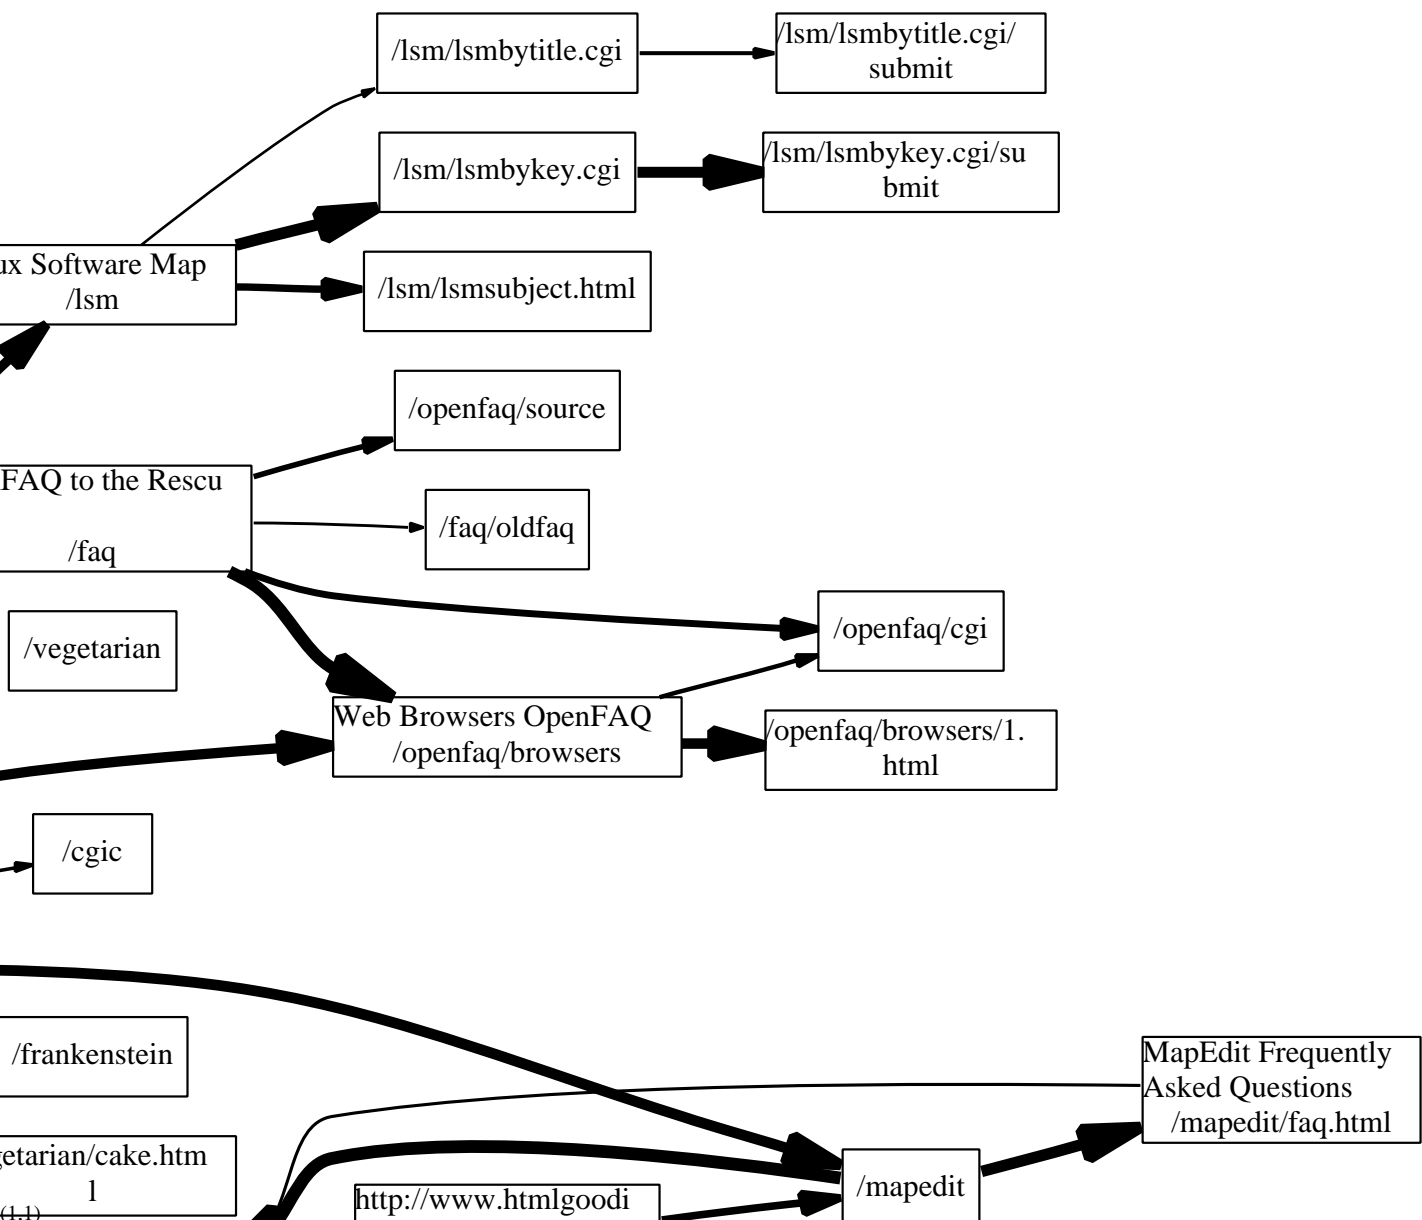 /lsm/lsmbytitle.cgi
/lsm/lsmbytitle.cgi/
submit
/lsm/lsmbykey.cgi
/lsm/lsmbykey.cgi/su
bmit
ux Software Map
/lsm
/lsm/lsmsubject.html
/openfaq/source
FAQ to the Rescu
/faq
/faq/oldfaq
/openfaq/cgi
/vegetarian
Web Browsers OpenFAQ
/openfaq/browsers
/openfaq/browsers/1.
html
/cgic
/frankenstein
MapEdit Frequently
Asked Questions
/mapedit/faq.html
getarian/cake.htm
l
/mapedit
http://www.htmlgoodi
(1,1)